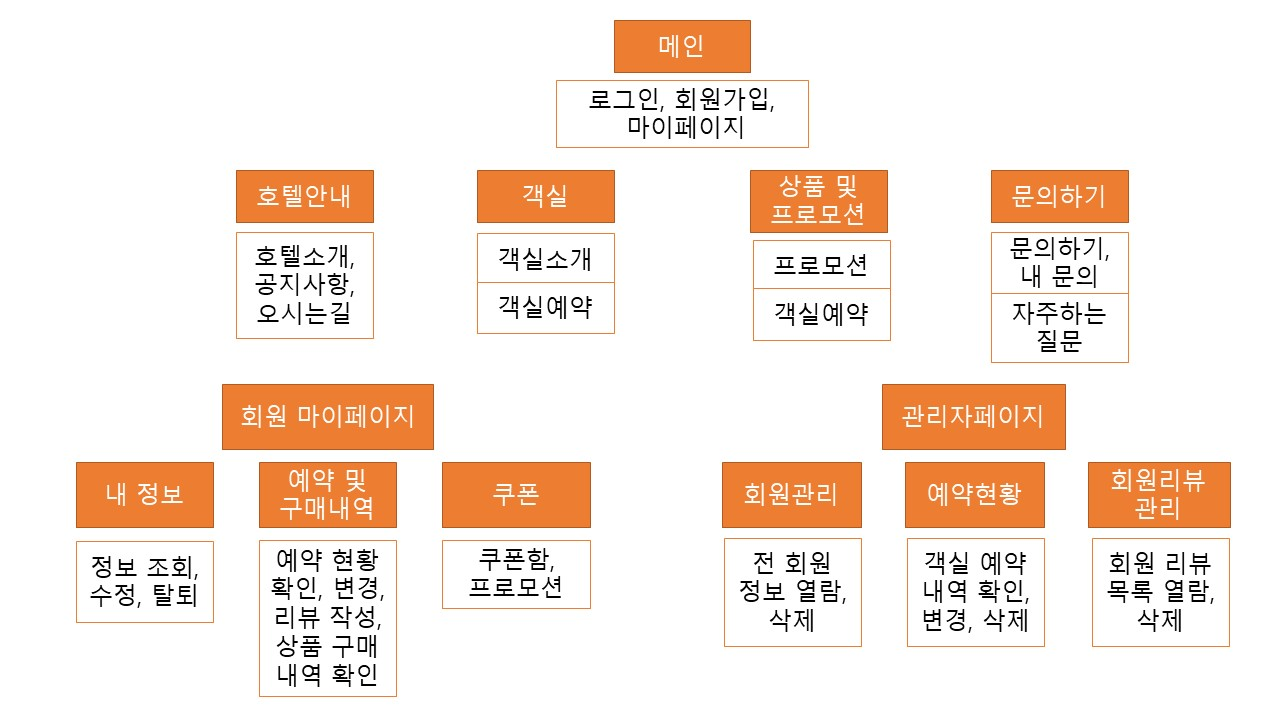 메인
로그인, 회원가입,
마이페이지
호텔안내
호텔소개,
공지사항,
오시는길
객실
객실소개
객실예약
상품 및
프로모션
프로모션
객실예약
문의하기
문의하기,
내 문의
자주하는
질문
회원 마이페이지
내 정보
정보 조회,
수정, 탈퇴
예약 및
구매내역
예약 현황
확인, 변경,
리뷰 작성,
상품 구매
내역 확인
쿠폰
쿠폰함,
프로모션
관리자페이지
회원관리
전 회원
정보 열람,
삭제
예약현황
객실 예약
내역 확인,
변경, 삭제
회원리뷰
관리
회원 리뷰
목록 열람,
삭제